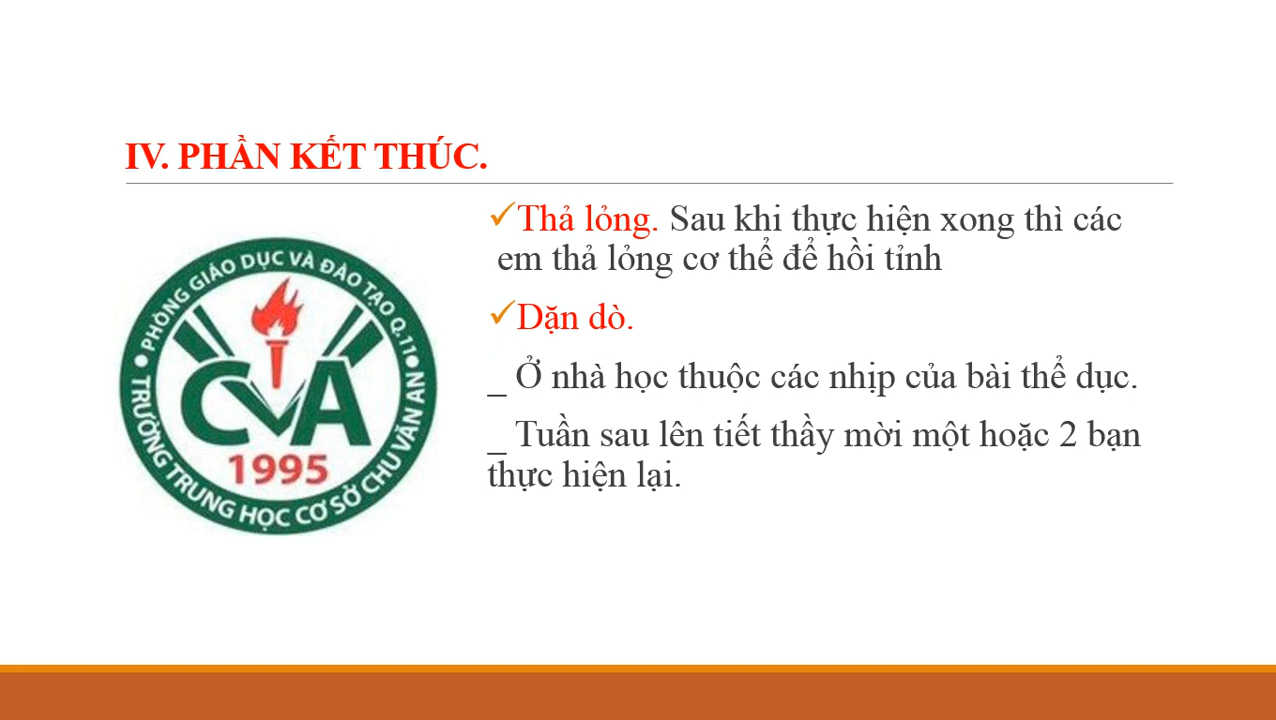 IV. PHẦN KẾT THÚC.
PHÒNG GIÁO DỤC VÀ ĐÀO TẠO Q.11
CVA
1995
TRƯỜNG TRUNG HỌC CƠ SỞ CHU VĂN AN
✓Thả lỏng. Sau khi thực hiện xong thì các
em thả lỏng cơ thể để hồi tỉnh
✓Dặn dò.
_ Ở nhà học thuộc các nhịp của bài thể dục.
_ Tuần sau lên tiết thầy mời một hoặc 2 bạn
thực hiện lại.